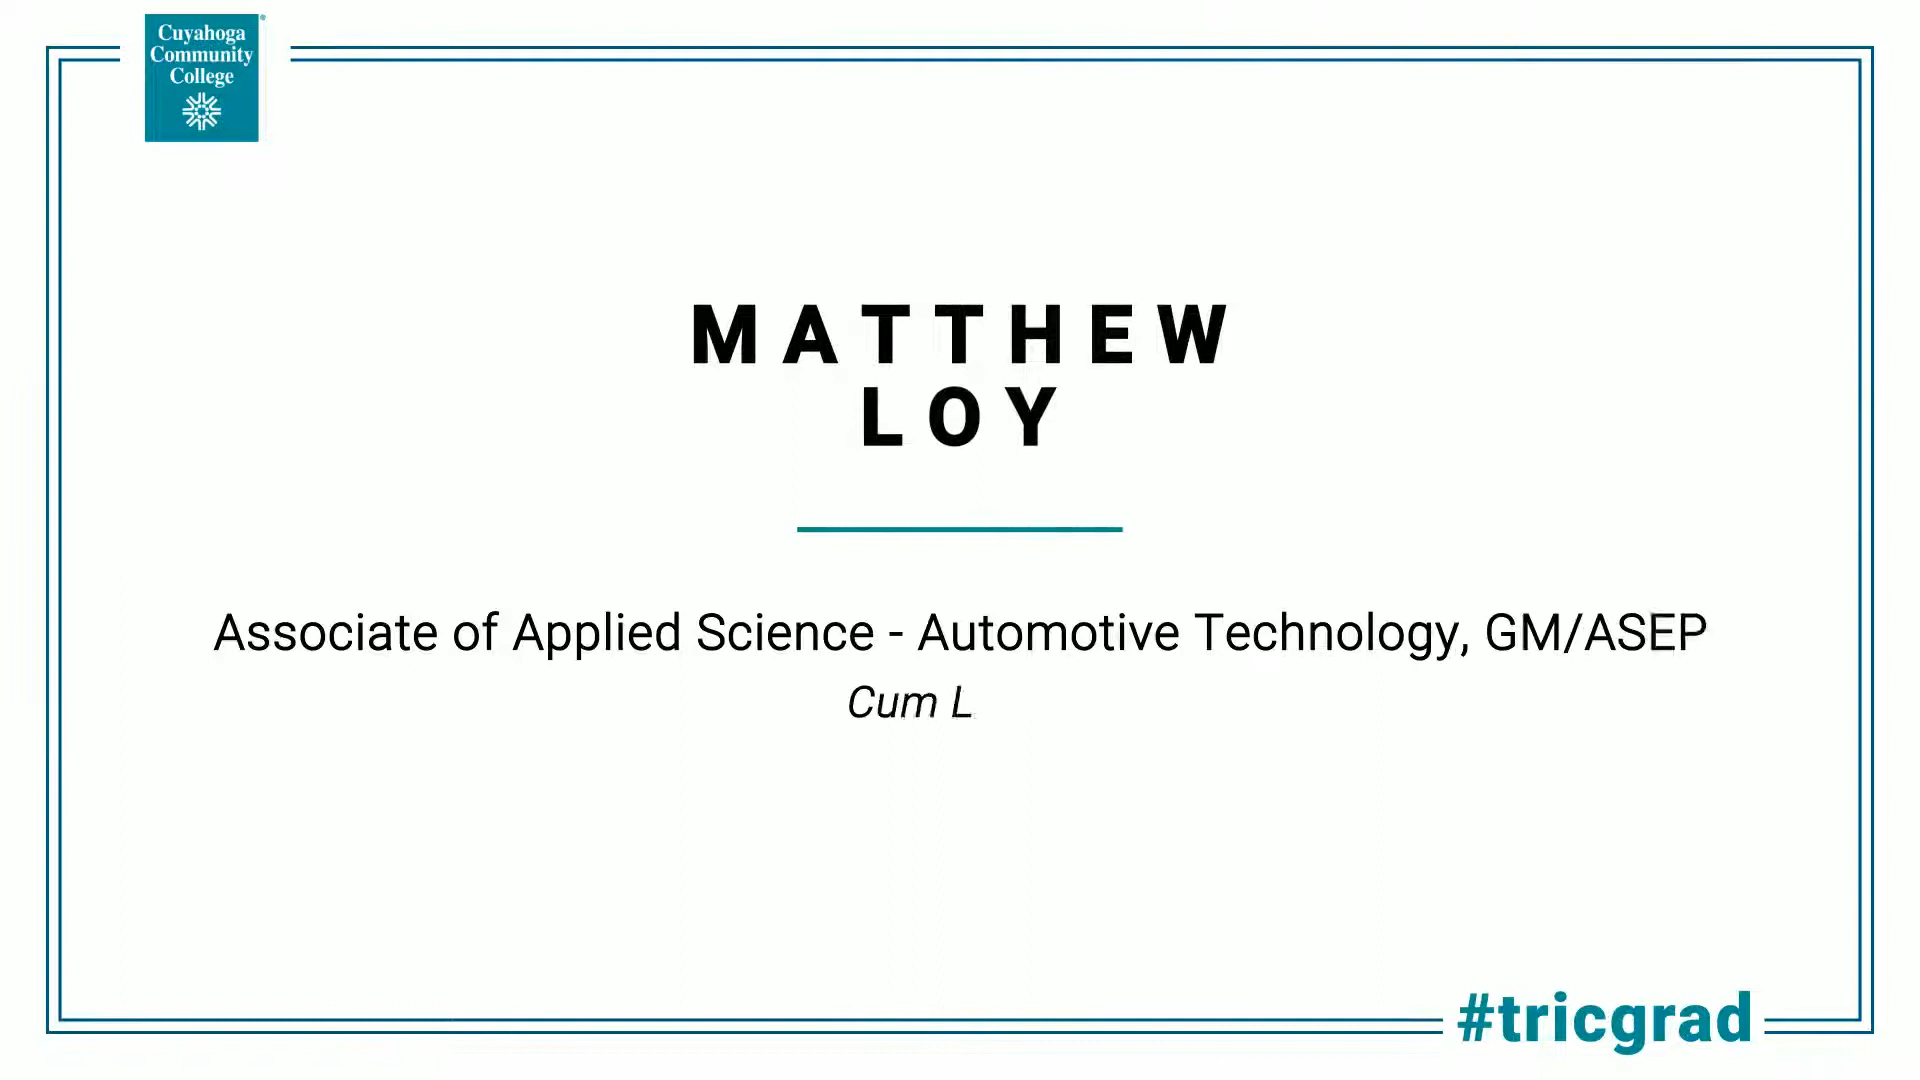 Cuyahoga
Community
College
MATTHEW
LOY
Associate of Applied Science - Automotive Technology, GM/ASEP
Cum L
#tricgrad